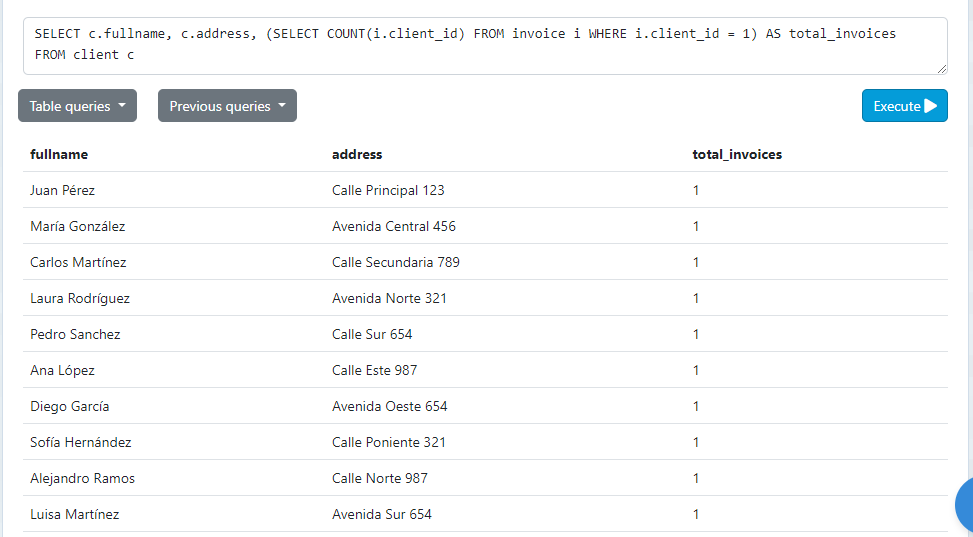 SELECT c.fullname, c.address, (SELECT COUNT(i.client_id) FROM invoice i WHERE i.client_id = 1) AS total_invoices
FROM client c
Table queries Previous queries Execute
fullname address total_invoices
Juan Pérez Calle Principal 123 1
María González Avenida Central 456 1
Carlos Martínez Calle Secundaria 789 1
Laura Rodríguez Avenida Norte 321 1
Pedro Sanchez Calle Sur 654 1
Ana López Calle Este 987 1
Diego García Avenida Oeste 654 1
Sofía Hernández Calle Poniente 321 1
Alejandro Ramos Calle Norte 987 1
Luisa Martínez Avenida Sur 654 1